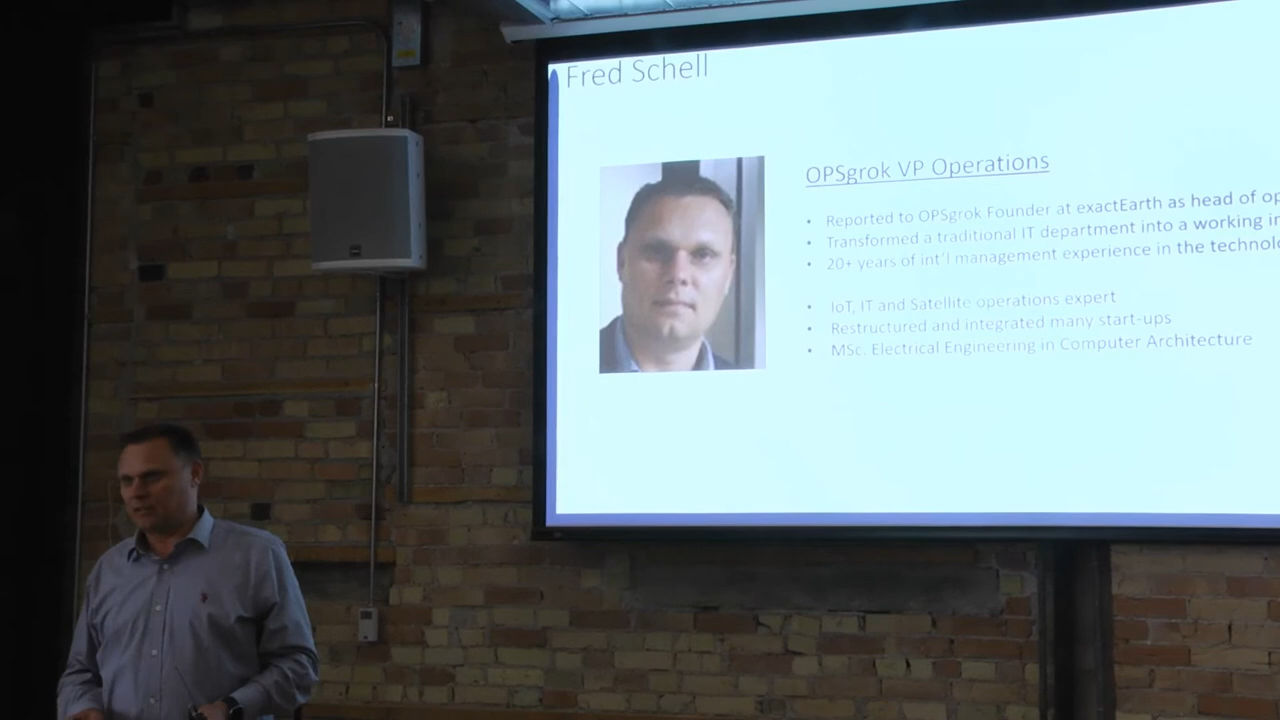 Fred Schell
OPSgrok VP Operations
• Reported to OPSgrok Founder at exactEarth as head of op
• Transformed a traditional IT department into a working in
• 20+ years of int'l management experience in the technolo
• IoT, IT and Satellite operations expert
• Restructured and integrated many start-ups
• MSc. Electrical Engineering in Computer Architecture